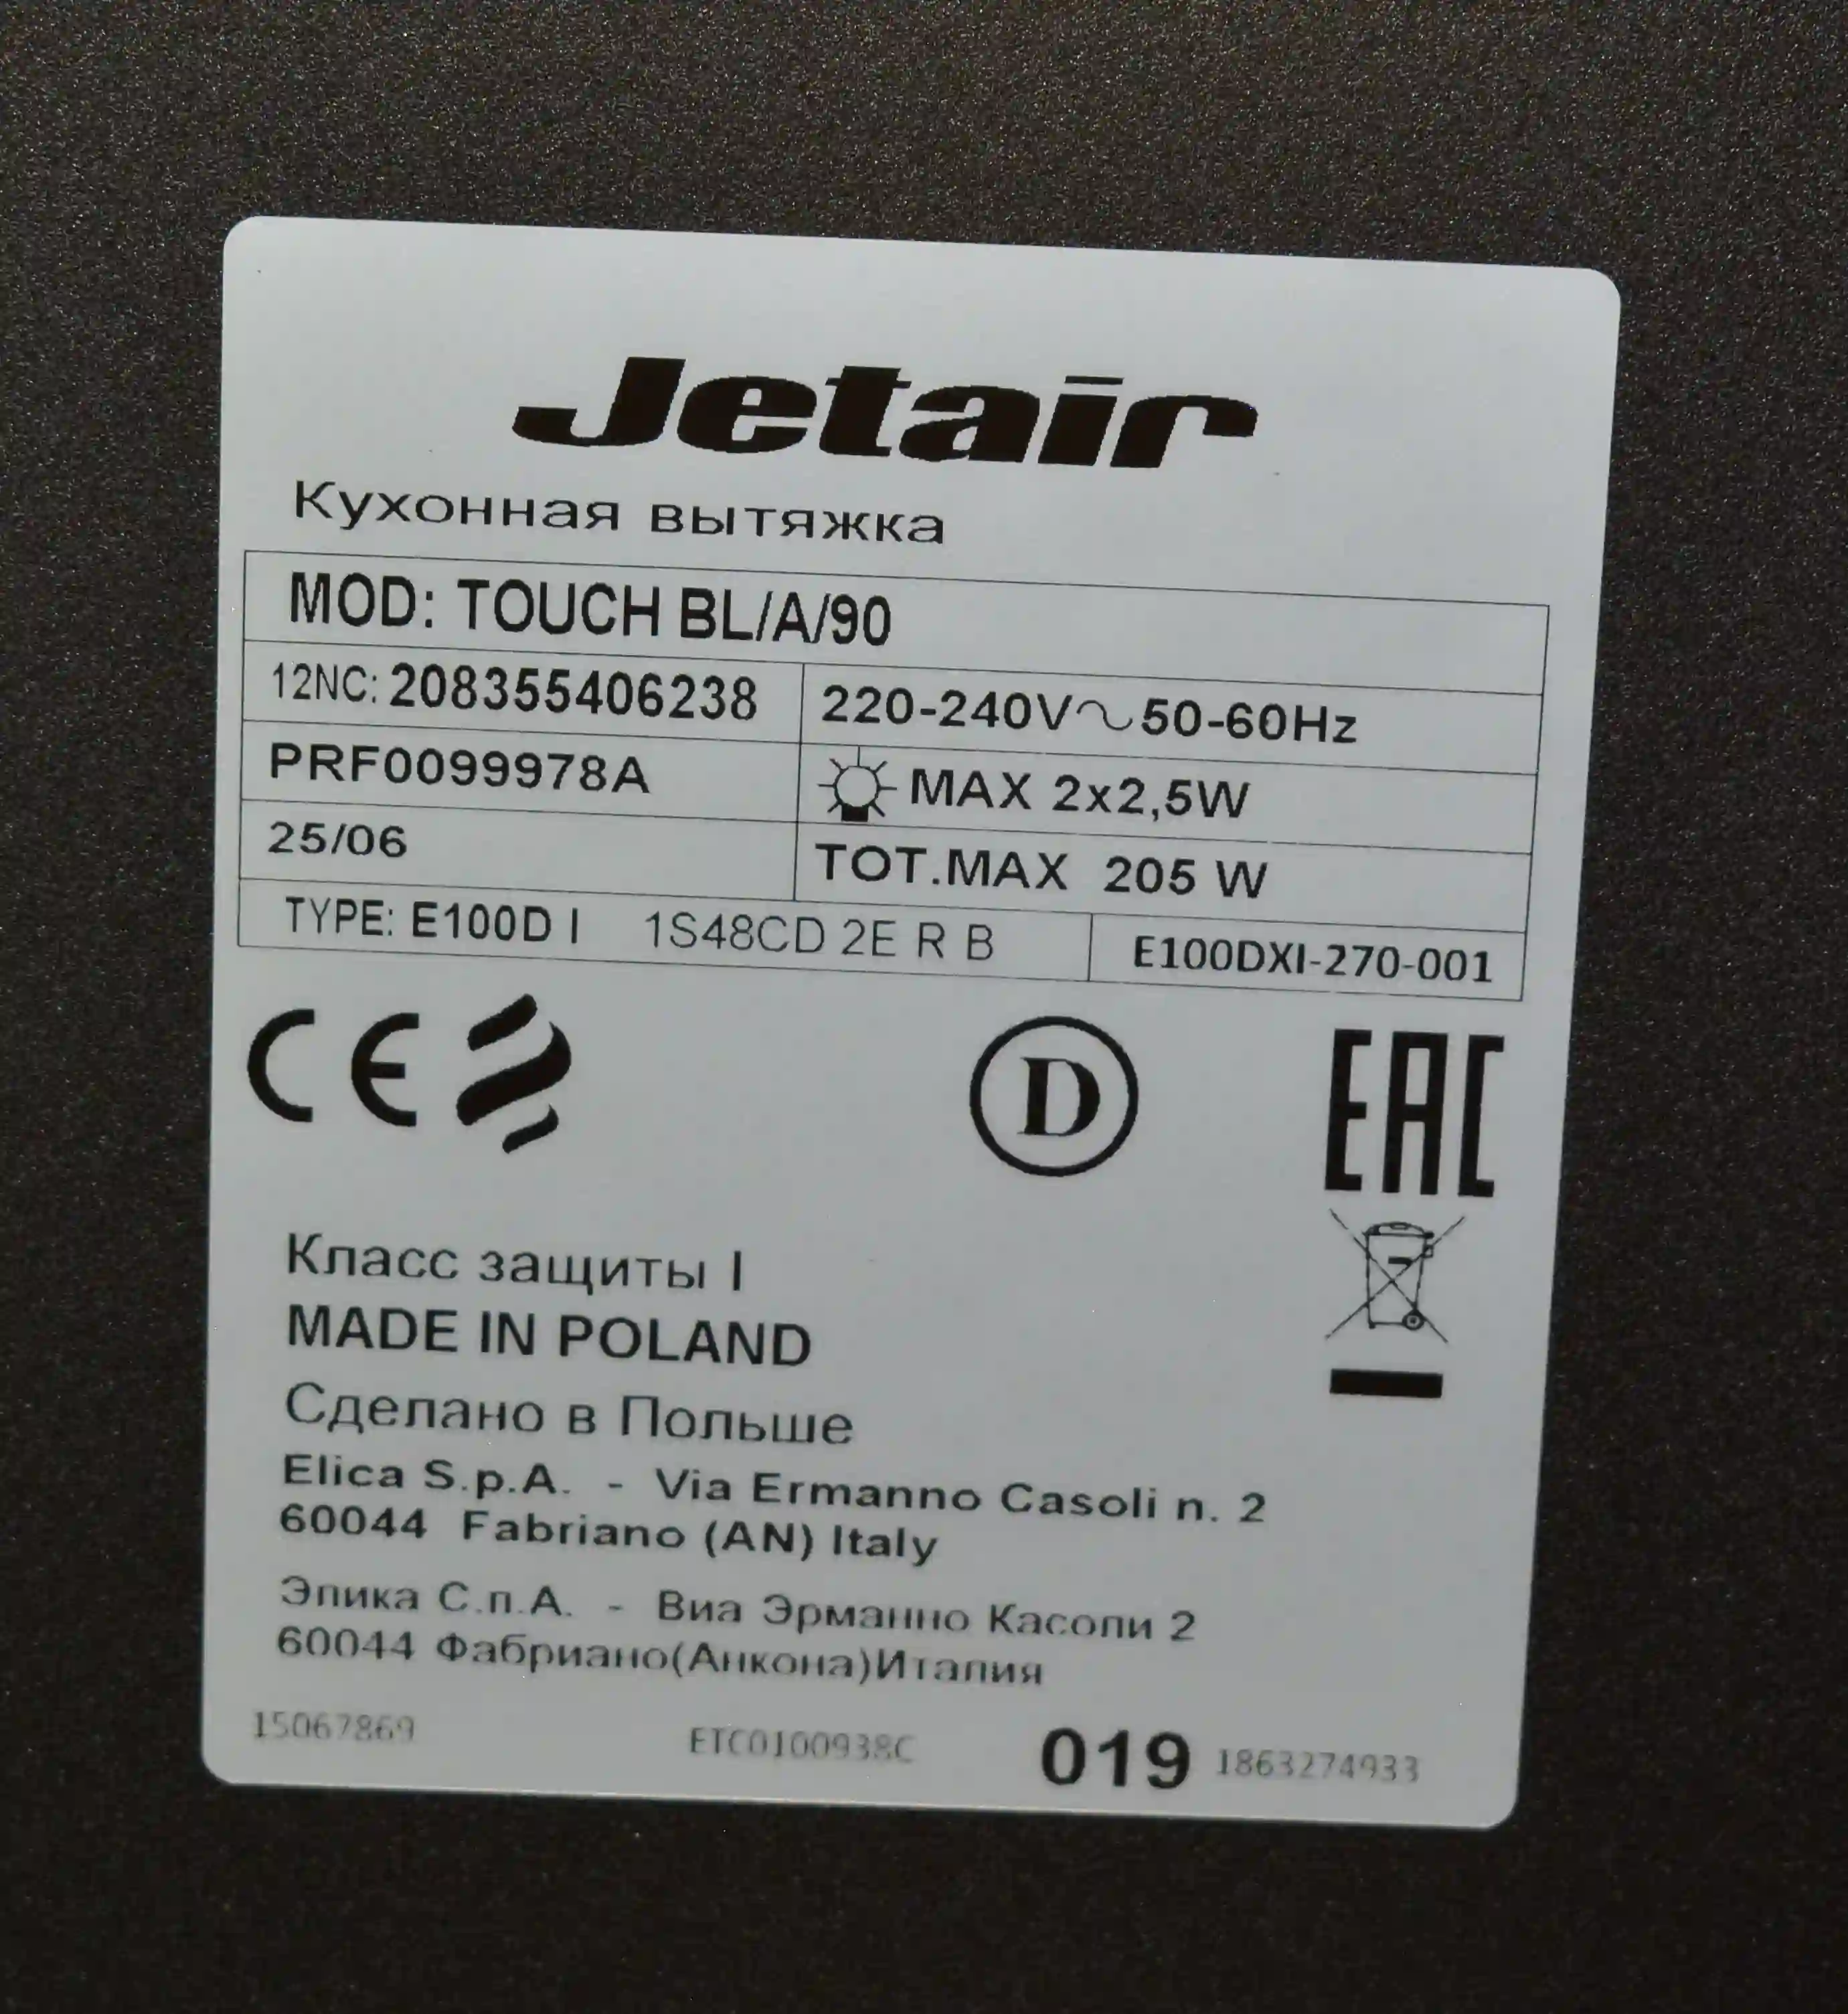 Jetair
Кухонная вытяжка
MOD: TOUCH BL/A/90
12NC: 208355406238
220-240V~50-60Hz
PRF0099978A
MAX 2x2,5W
25/06
TOT.MAX 205 W
TYPE: E100D I 1S48CD 2E R B
E100DXI-270-001
CE
D
EAC
Класс защиты I
MADE IN POLAND
Сделано в Польше
Elica S.p.A. - Via Ermanno Casoli n. 2
60044 Fabriano (AN) Italy
Элика С.п.А. - Виа Эрманно Касоли 2
60044 Фабриано(Анкона)Италия
15067869 ETC0100938C 019 1863274933